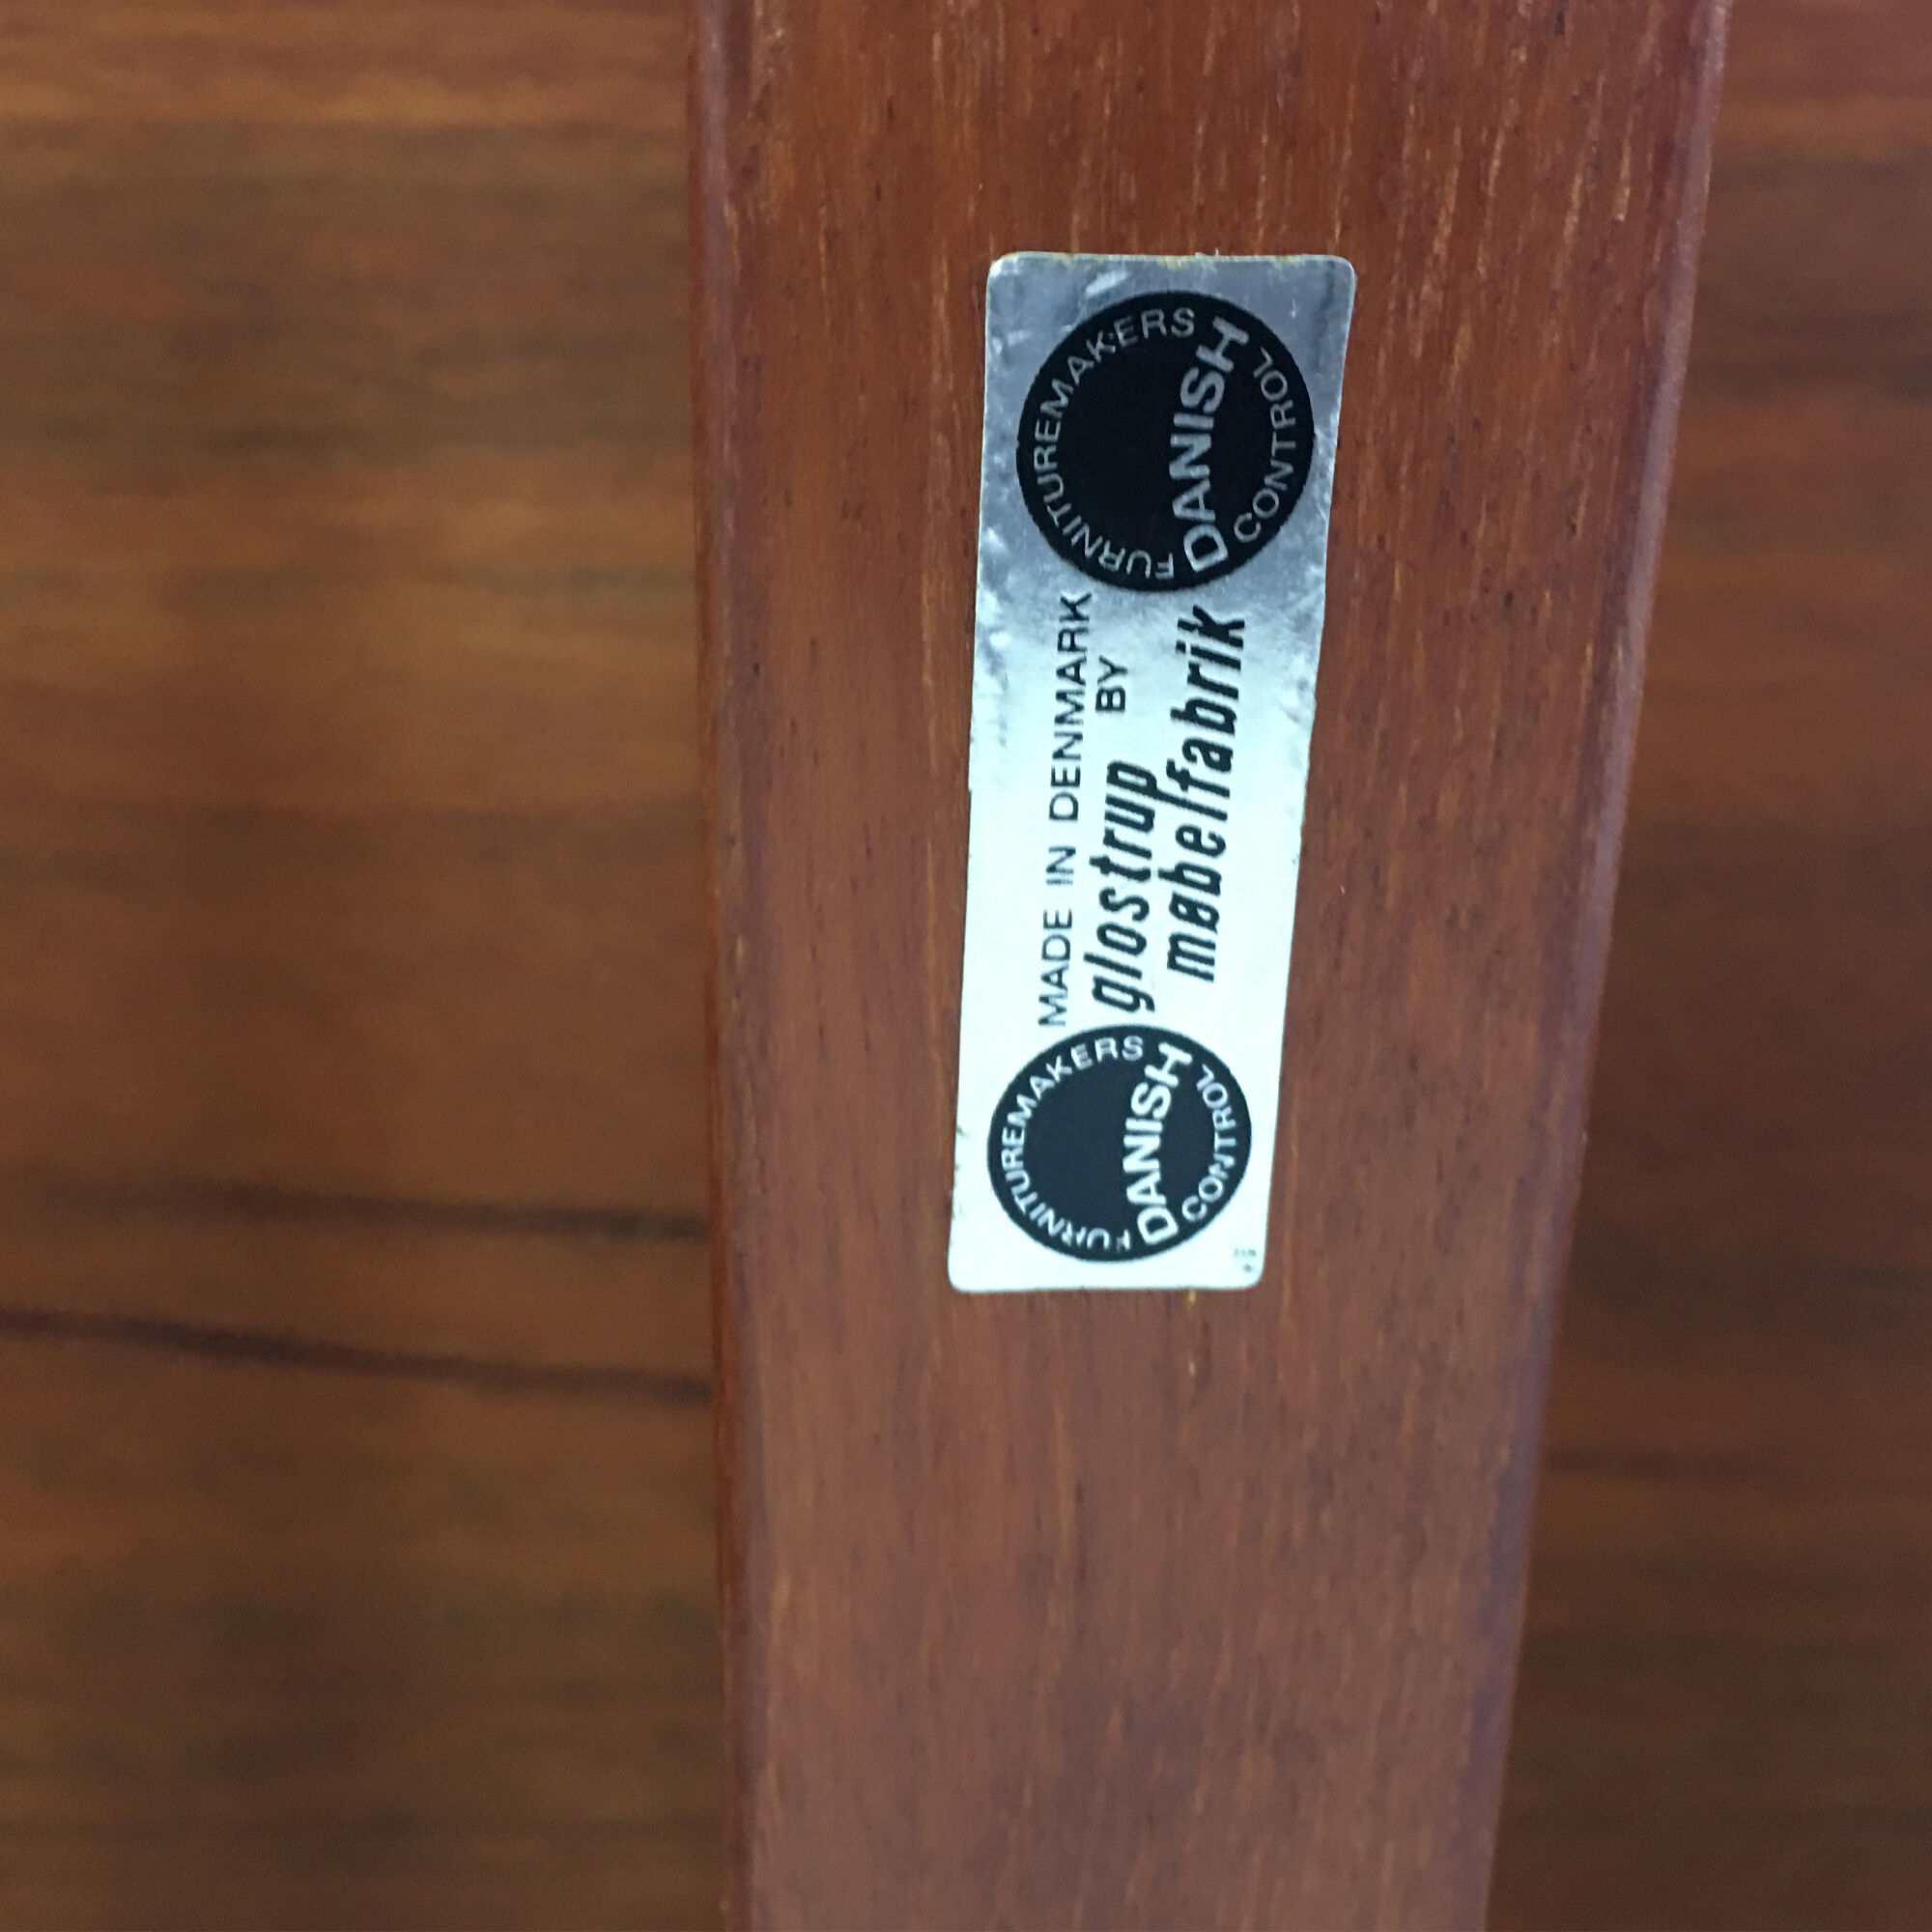 FURNITUREMAKERS
DANISH
CONTROL
MADE IN DENMARK
BY
glostrup
møbelfabrik
FURNITUREMAKERS
DANISH
CONTROL